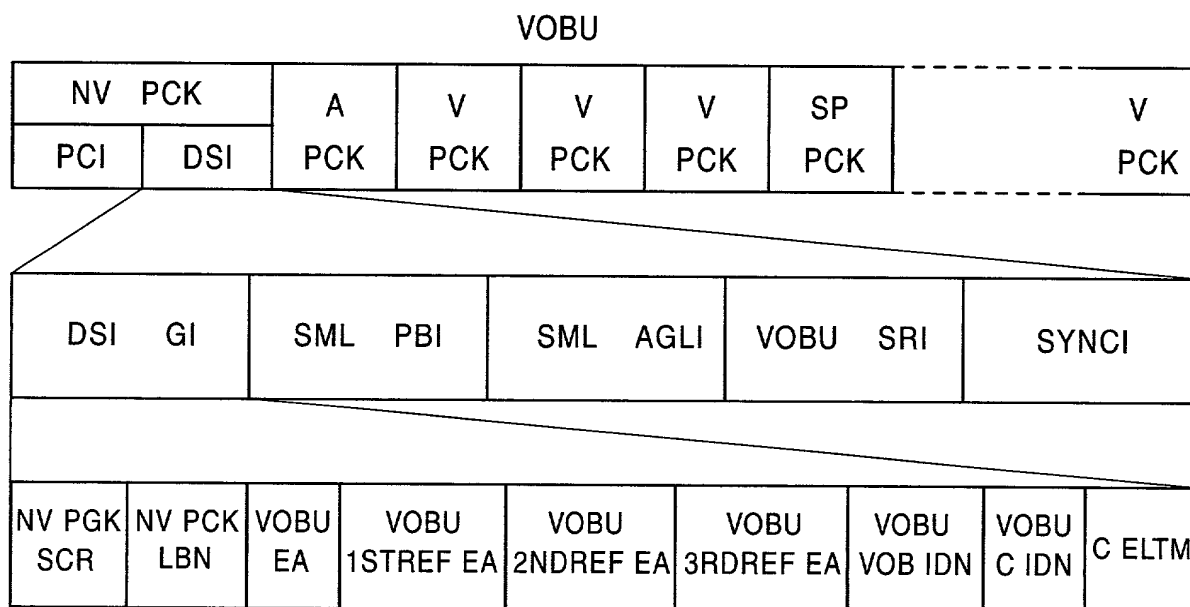 VOBU
NV PCK
PCI DSI
A PCK
V PCK
V PCK
V PCK
SP PCK
V PCK
DSI GI
SML PBI
SML AGLI
VOBU SRI
SYNCI
NV PGK
SCR
NV PCK
LBN
VOBU
EA
VOBU
1STREF EA
VOBU
2NDREF EA
VOBU
3RDREF EA
VOBU
VOB IDN
VOBU
C IDN
C ELTM